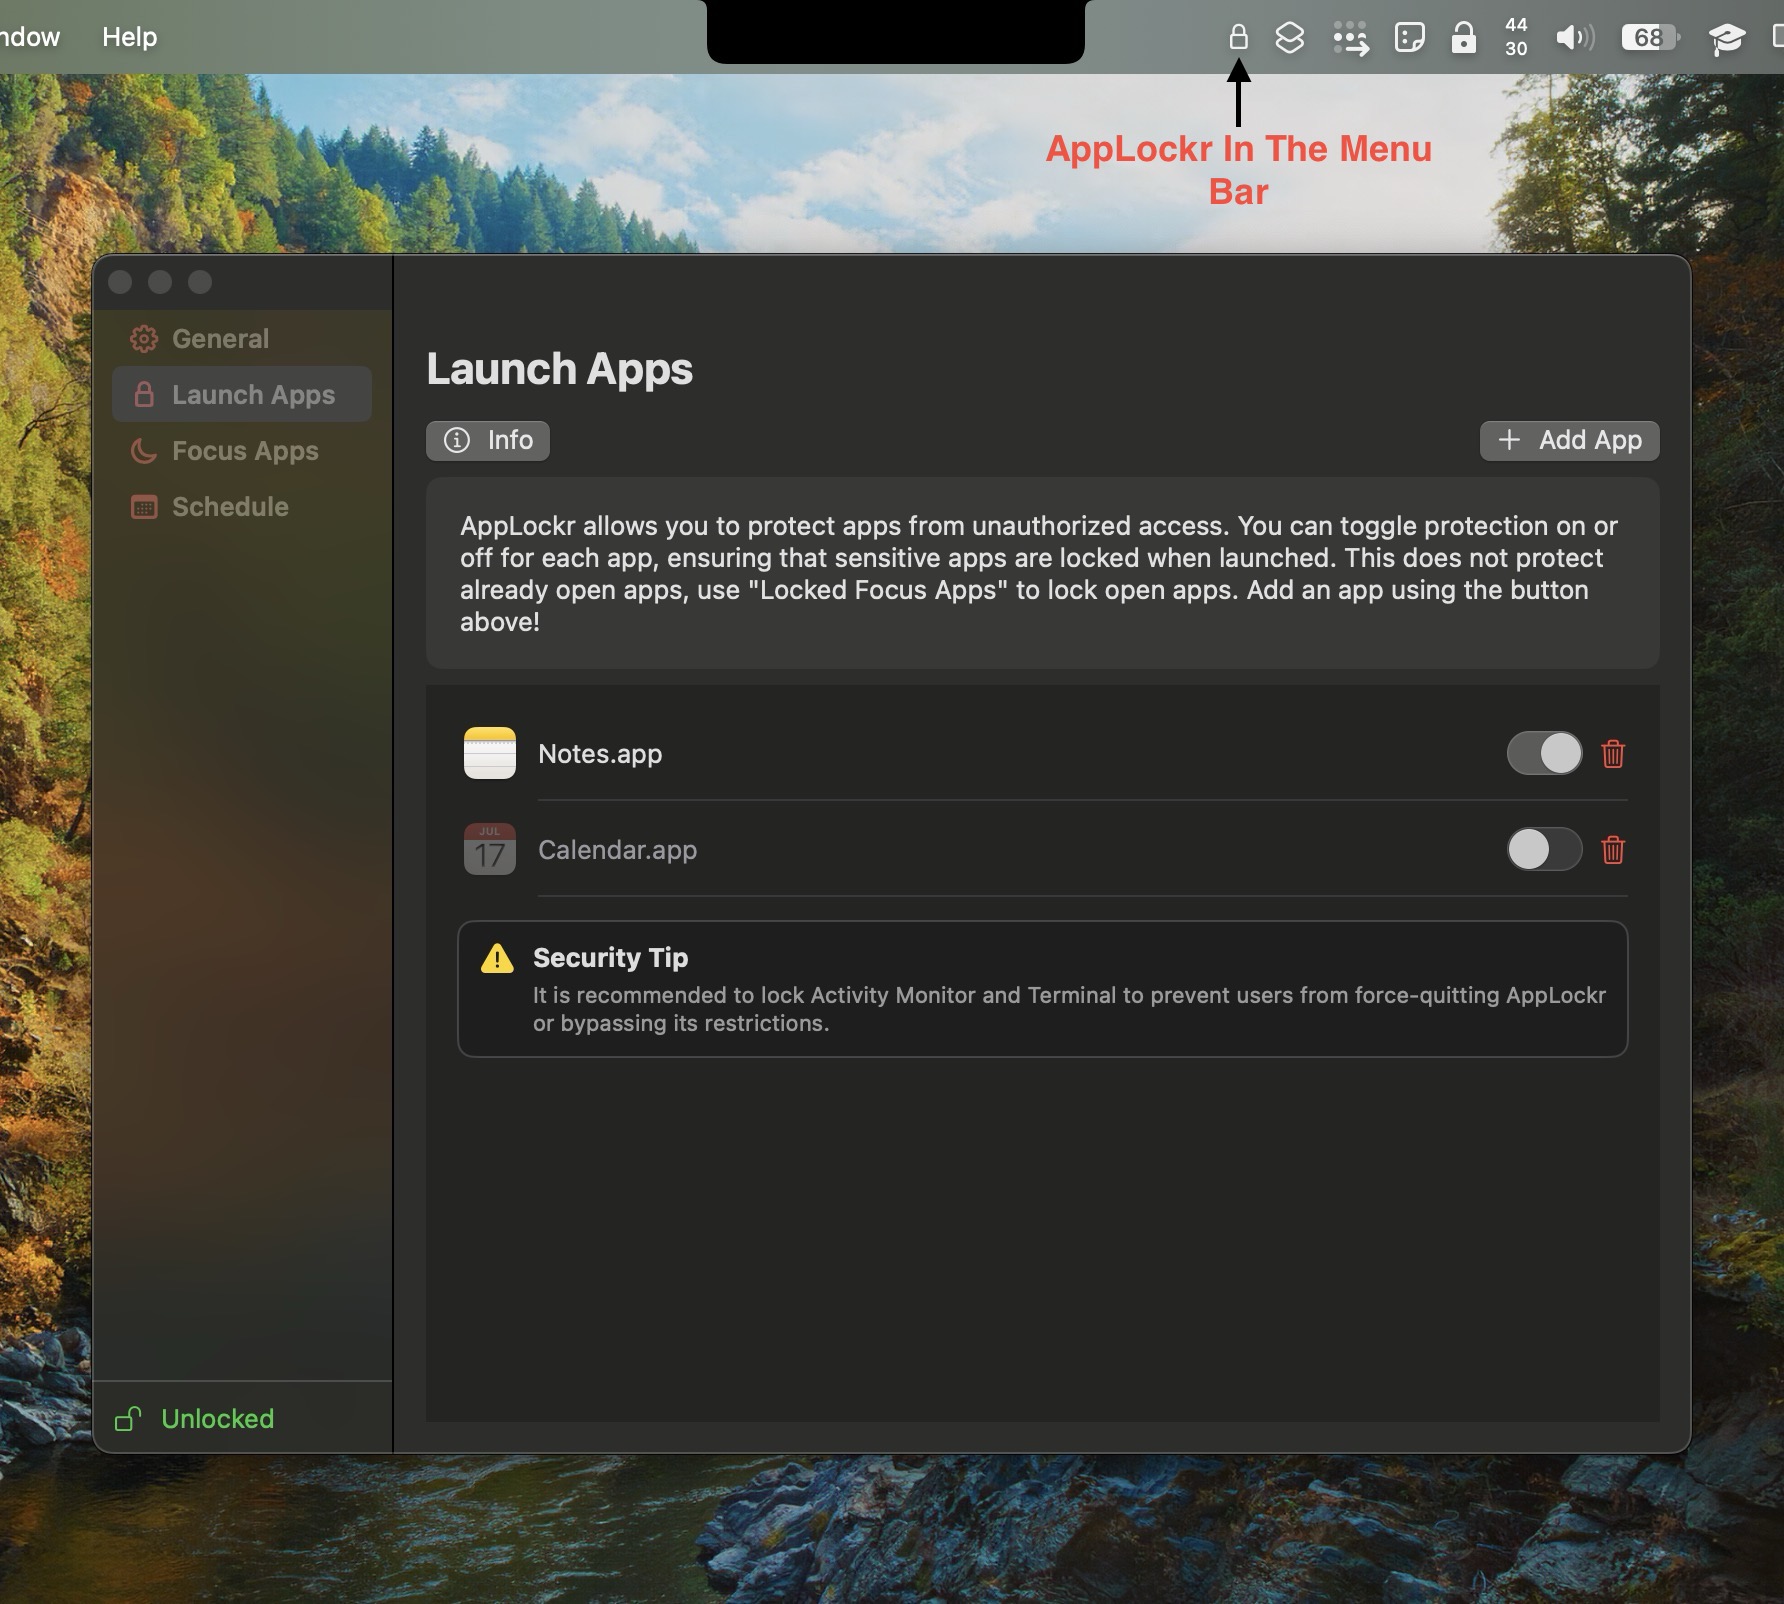 ndow Help 44 68
30
AppLockr In The Menu
Bar
General
Launch Apps
Focus Apps
Schedule
Unlocked
Launch Apps
Info
Add App
AppLockr allows you to protect apps from unauthorized access. You can toggle protection on or
off for each app, ensuring that sensitive apps are locked when launched. This does not protect
already open apps, use "Locked Focus Apps" to lock open apps. Add an app using the button
above!
Notes.app
JUL
17
Calendar.app
Security Tip
It is recommended to lock Activity Monitor and Terminal to prevent users from force-quitting AppLockr
or bypassing its restrictions.